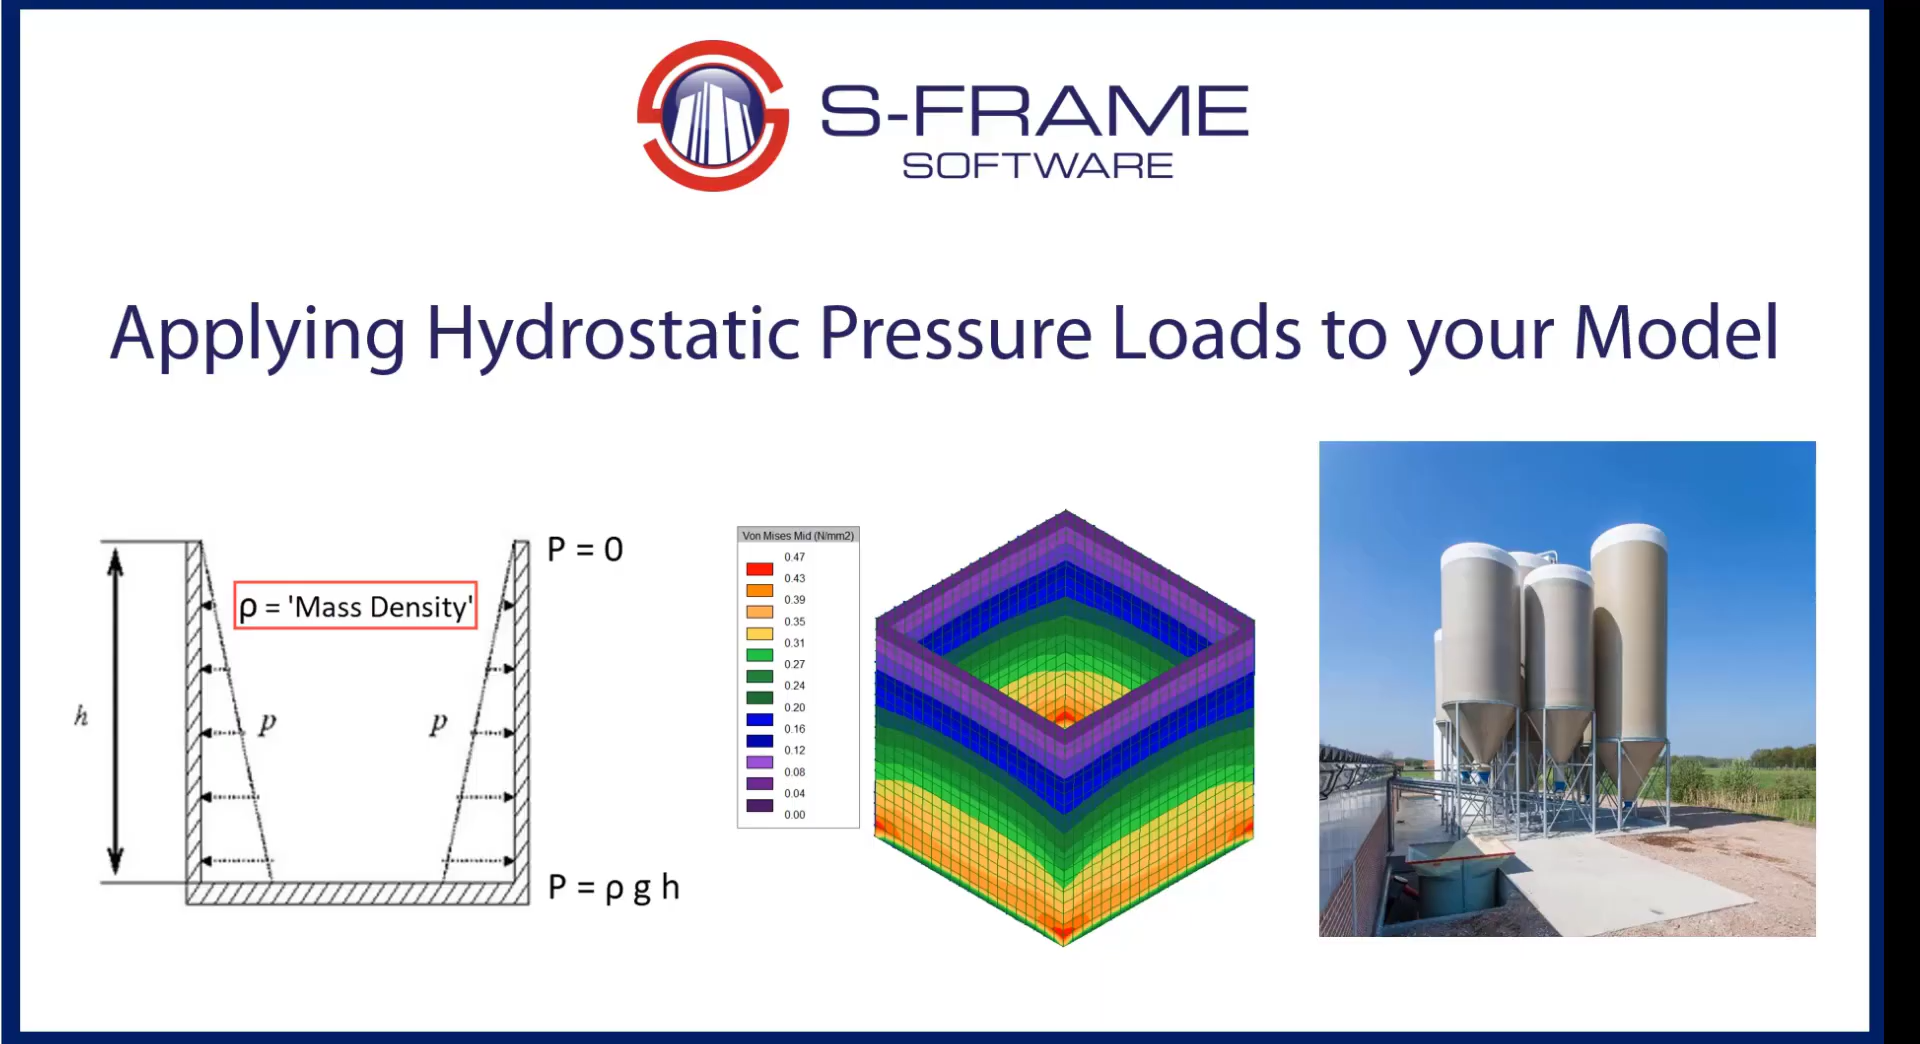 S-FRAME
SOFTWARE
Applying Hydrostatic Pressure Loads to your Model
P = 0
ρ = 'Mass Density'
h
p
p
P = ρ g h
Von Mises Mid (N/mm2)
0.47
0.43
0.39
0.35
0.31
0.27
0.24
0.20
0.16
0.12
0.08
0.04
0.00